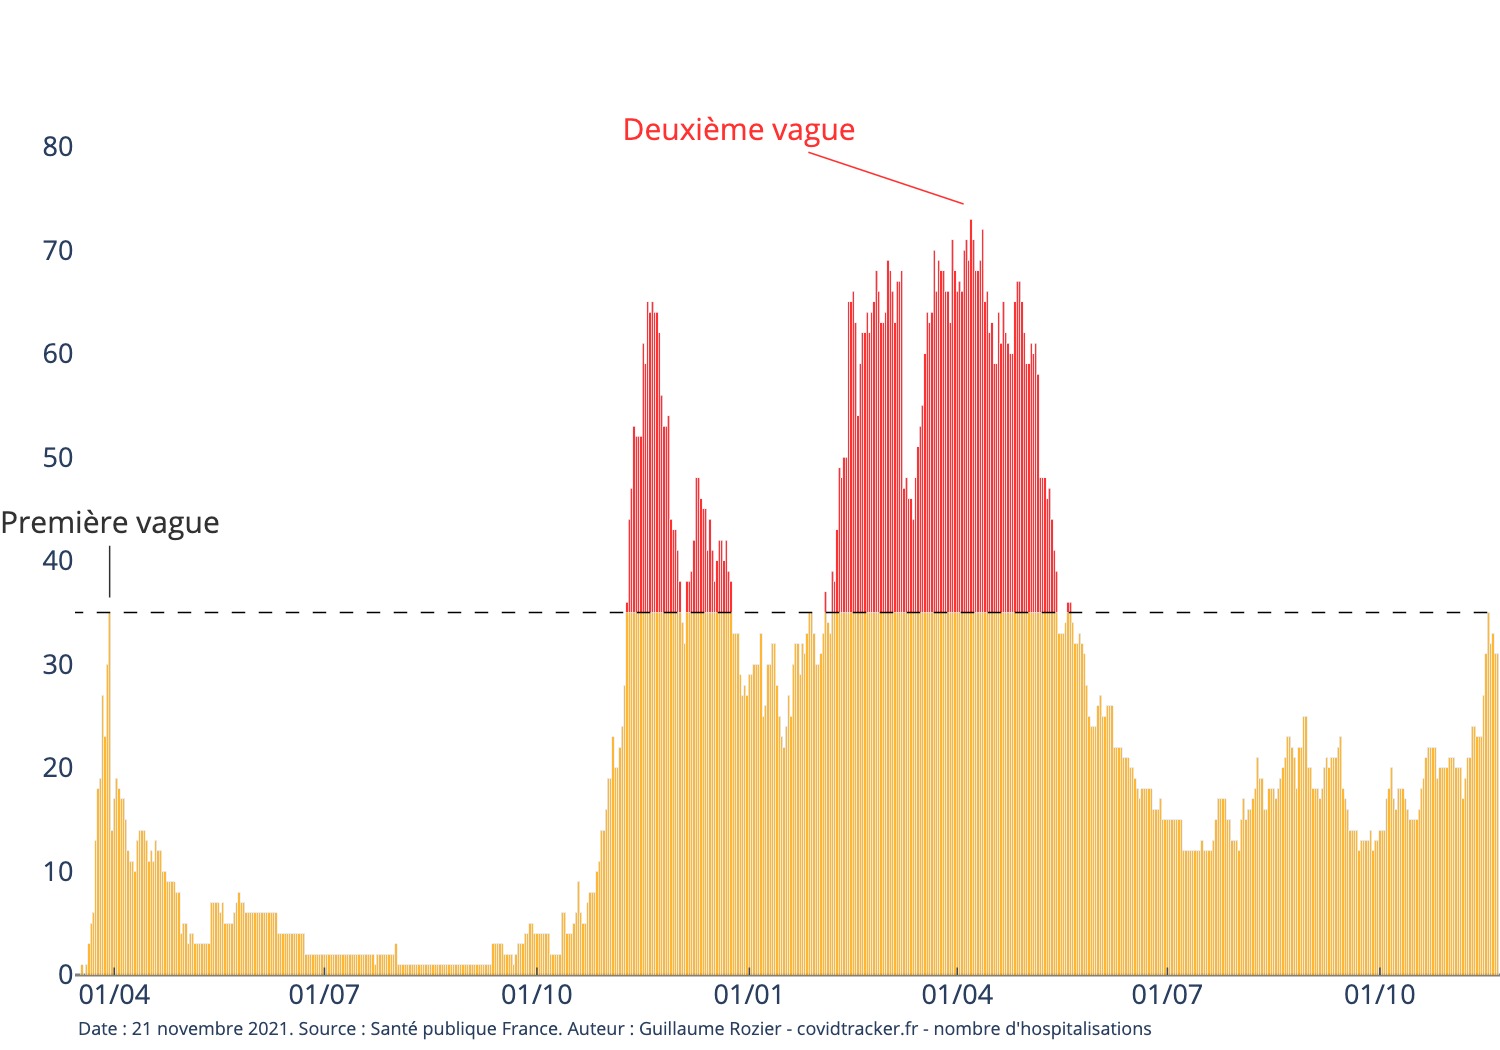 Deuxième vague
80
70
60
50
Première vague
40
30
20
10
0
01/04 01/07 01/10 01/01 01/04 01/07 01/10
Date : 21 novembre 2021. Source : Santé publique France. Auteur : Guillaume Rozier - covidtracker.fr - nombre d'hospitalisations